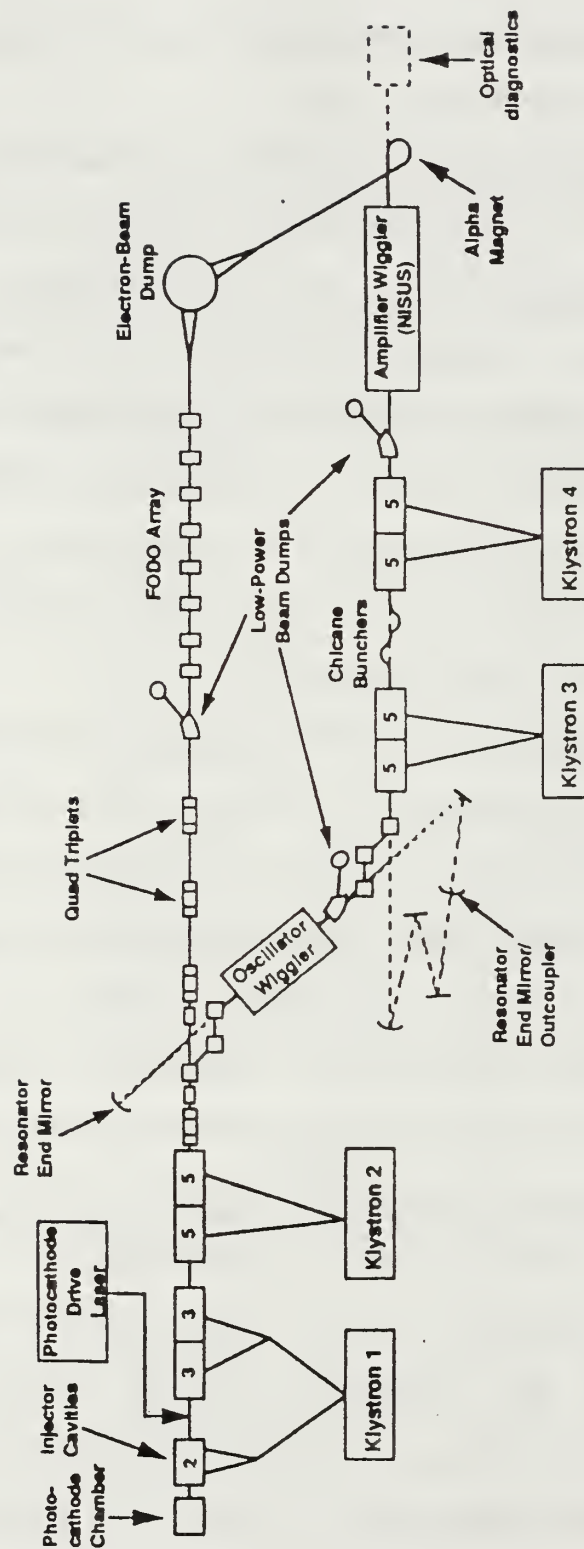 Photo-
cathode
Chamber
Injector
Cavities
Photocathode
Drive
Laser
2
3
3
5
5
Klystron 1
Klystron 2
Resonator
End Mirror
Quad Triplets
Oscillator
Wiggler
FODO Array
Electron-Beam
Dump
Low-Power
Beam Dumps
Resonator
End Mirror/
Outcoupler
5
5
Chicane
Bunchers
5
5
Klystron 3
Klystron 4
Amplifier Wiggler
(NISUS)
Alpha
Magnet
Optical
diagnostics